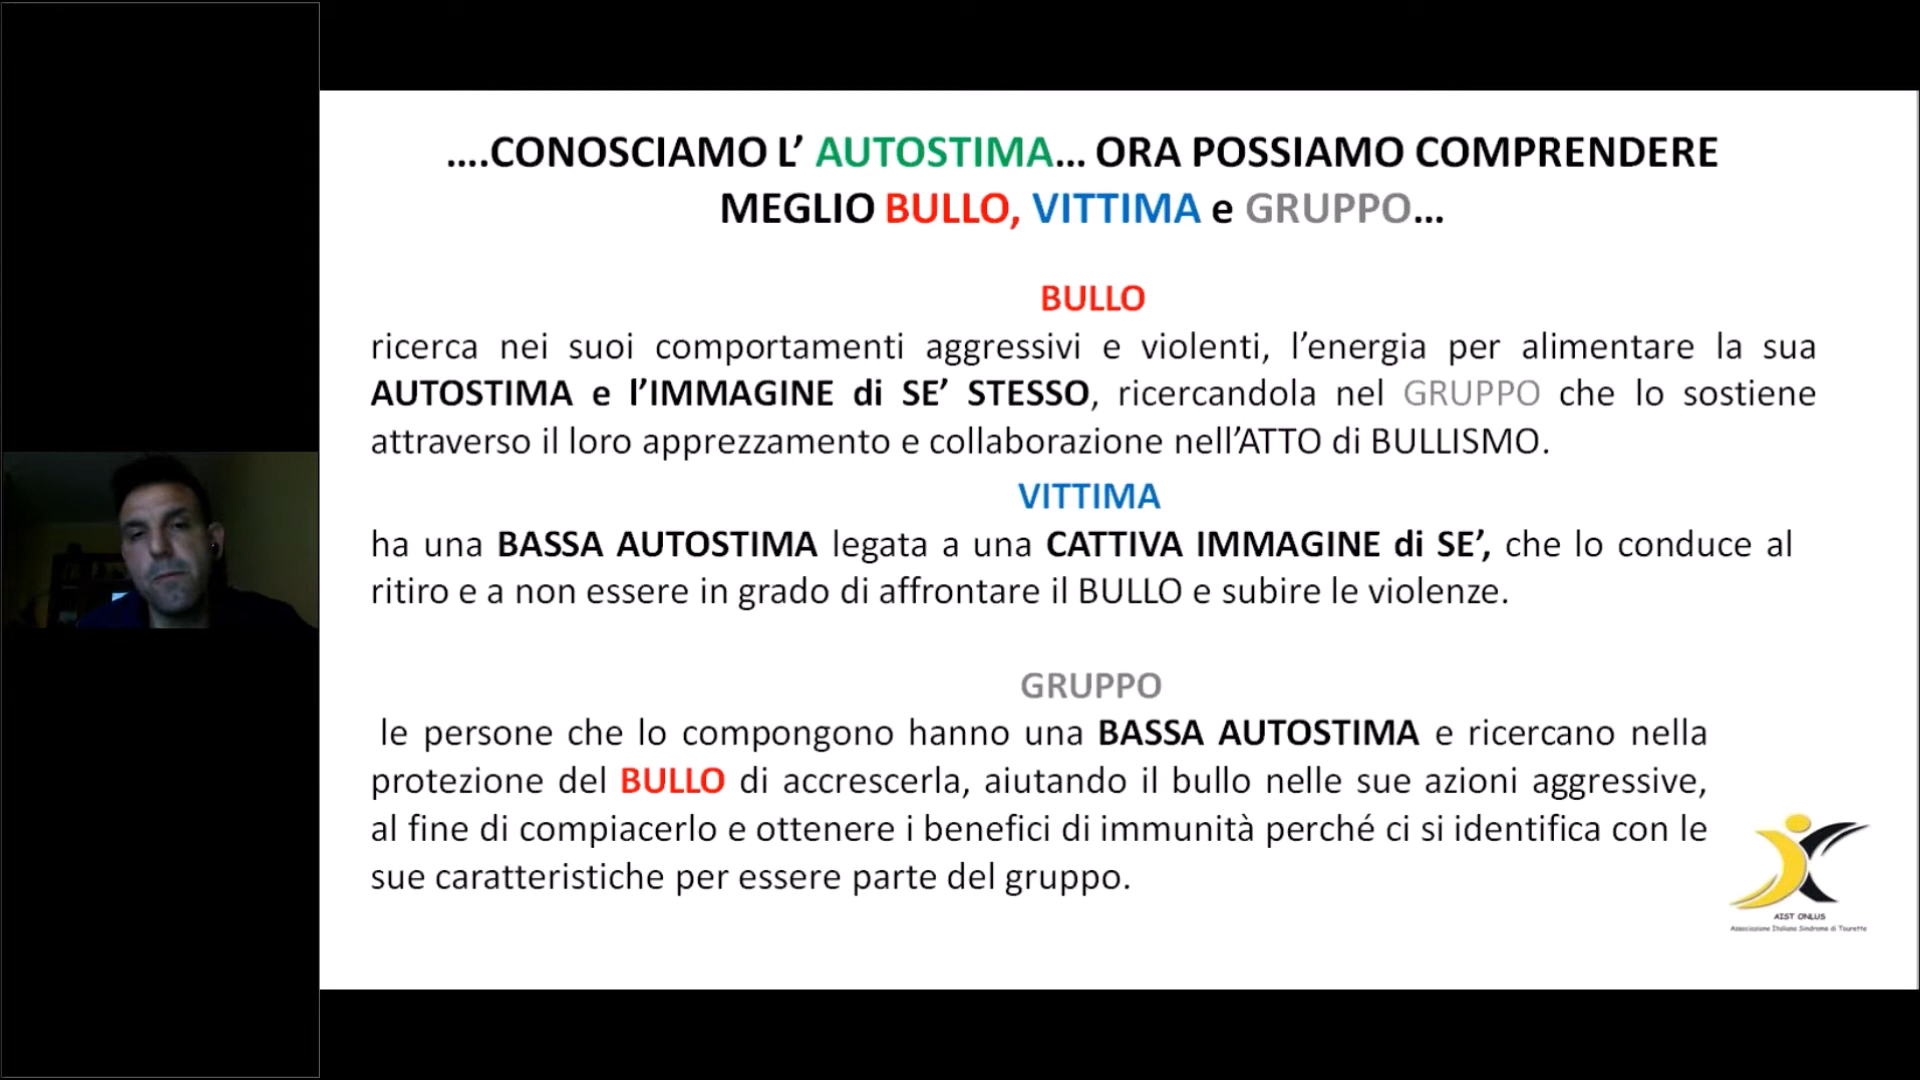 ....CONOSCIAMO L’ AUTOSTIMA... ORA POSSIAMO COMPRENDERE
MEGLIO BULLO, VITTIMA e GRUPPO...
BULLO
ricerca nei suoi comportamenti aggressivi e violenti, l’energia per alimentare la sua
AUTOSTIMA e l’IMMAGINE di SE’ STESSO, ricercandola nel GRUPPO che lo sostiene
attraverso il loro apprezzamento e collaborazione nell’ATTO di BULLISMO.
VITTIMA
ha una BASSA AUTOSTIMA legata a una CATTIVA IMMAGINE di SE’, che lo conduce al
ritiro e a non essere in grado di affrontare il BULLO e subire le violenze.
GRUPPO
le persone che lo compongono hanno una BASSA AUTOSTIMA e ricercano nella
protezione del BULLO di accrescerla, aiutando il bullo nelle sue azioni aggressive,
al fine di compiacerlo e ottenere i benefici di immunità perché ci si identifica con le
sue caratteristiche per essere parte del gruppo.
AIST ONLUS
Associazione Italiana Sindrome di Tourette